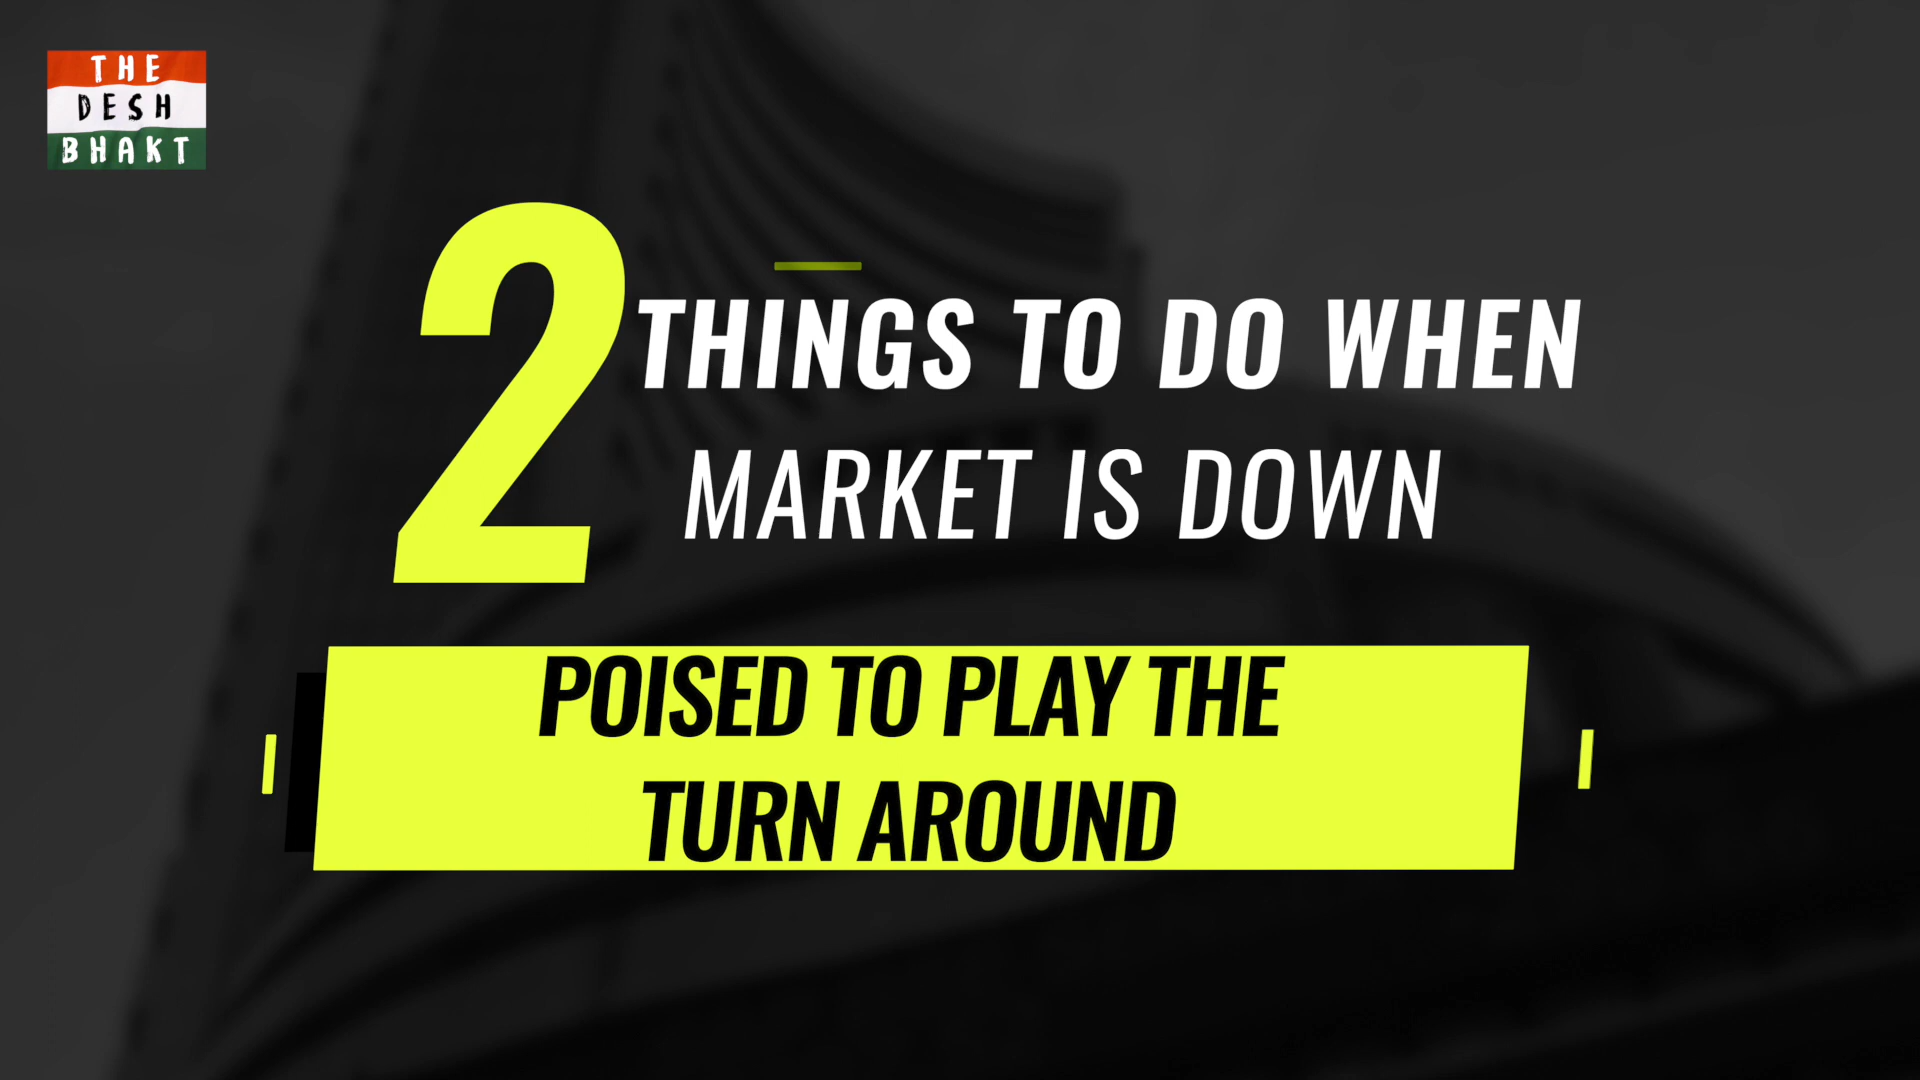 THE
DESH
BHAKT
2
THINGS TO DO WHEN
MARKET IS DOWN
POISED TO PLAY THE
TURN AROUND